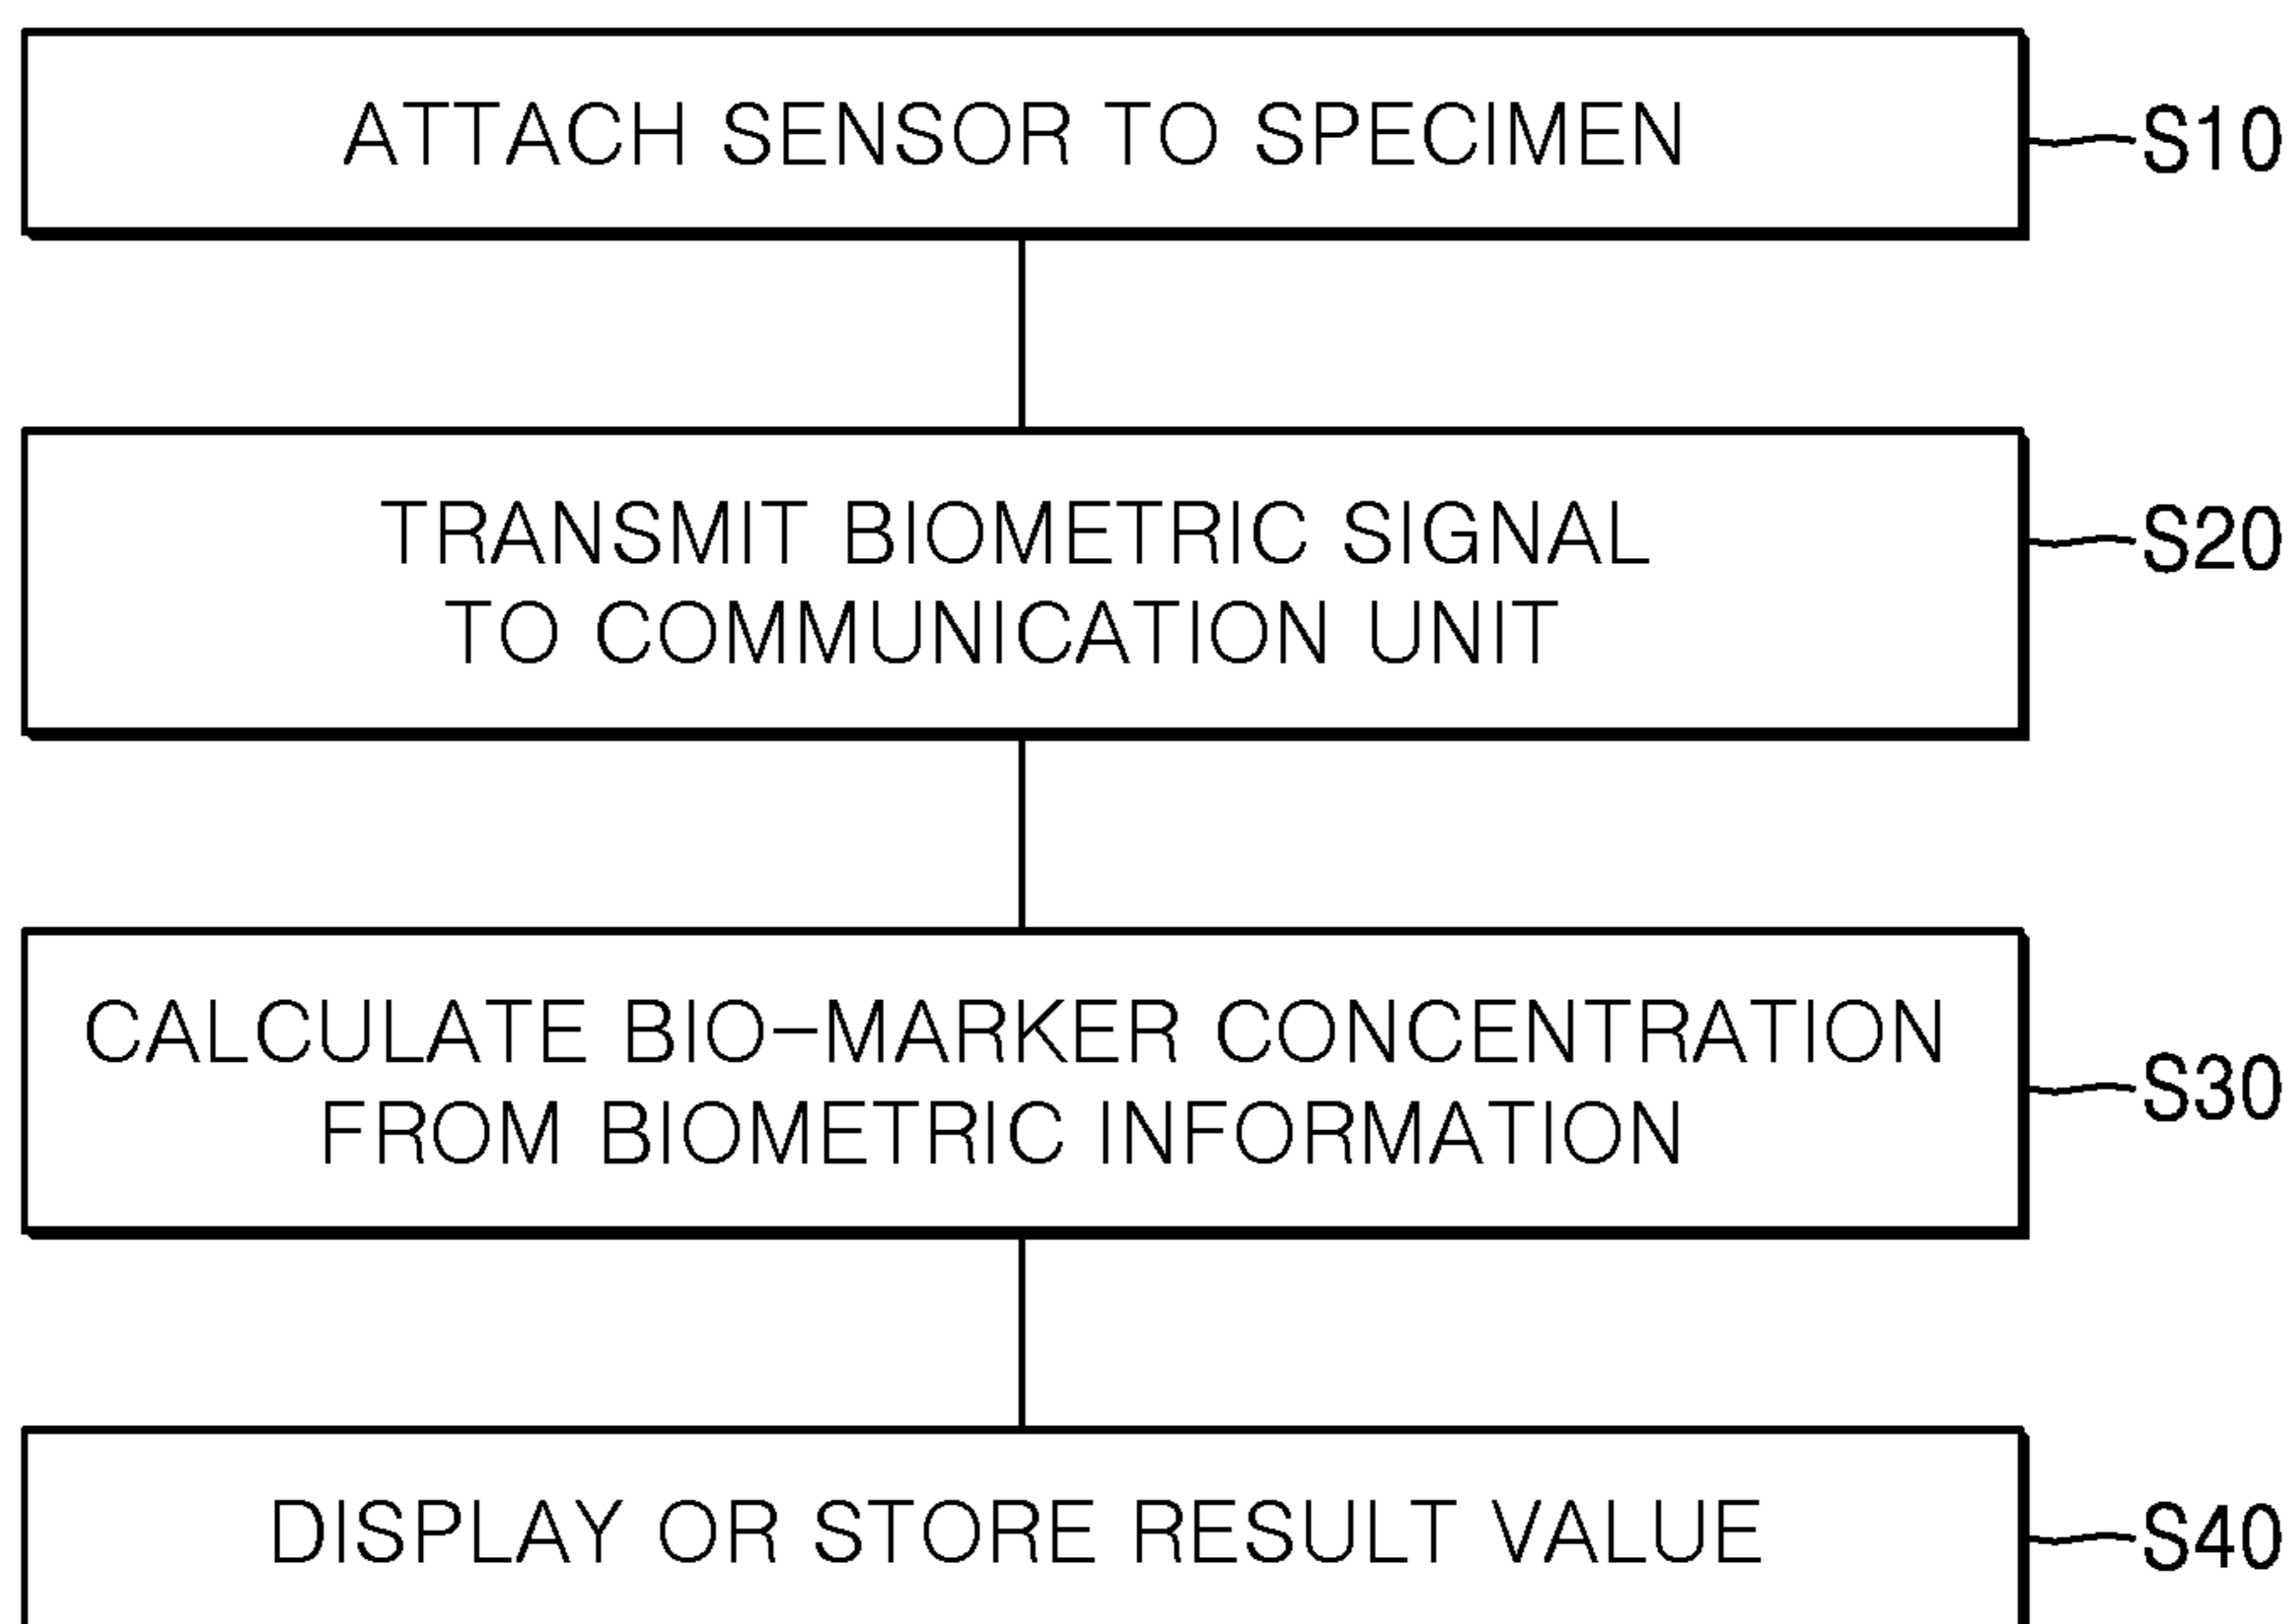 ATTACH SENSOR TO SPECIMEN
S10
TRANSMIT BIOMETRIC SIGNAL
S20
TO COMMUNICATION UNIT
CALCULATE BIO-MARKER CONCENTRATION
S30
FROM BIOMETRIC INFORMATION
DISPLAY OR STORE RESULT VALUE
S40